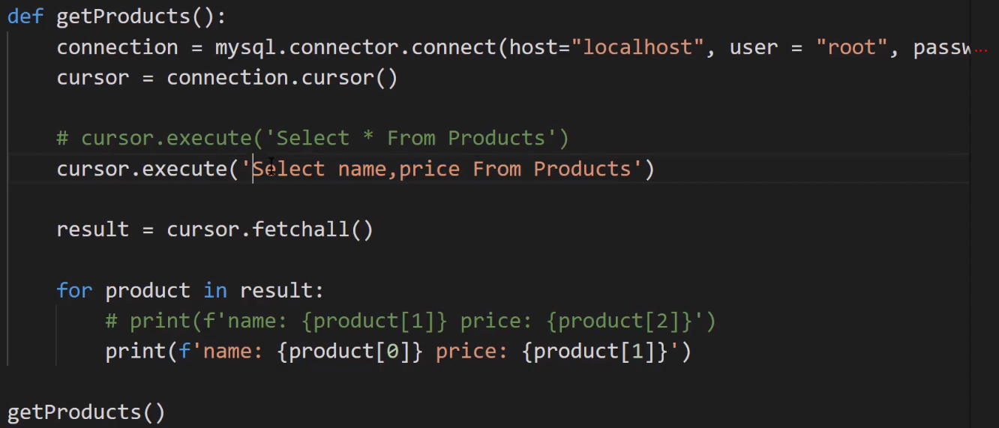 def getProducts():
    connection = mysql.connector.connect(host="localhost", user = "root", passw...
    cursor = connection.cursor()
    # cursor.execute('Select * From Products')
    cursor.execute('Select name,price From Products')
    result = cursor.fetchall()
    for product in result:
        # print(f'name: {product[1]} price: {product[2]}')
        print(f'name: {product[0]} price: {product[1]}')
getProducts()